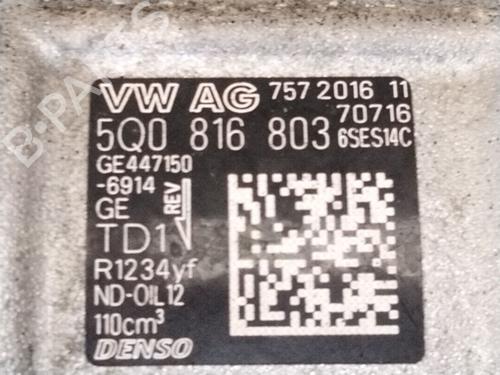 VW AG 757 2016 11
70716
5Q0 816 803 6SES14C
GE447150
-6914
GE REV
TD1
R1234yf
ND-OIL12
110cm³
DENSO
B-PARTS